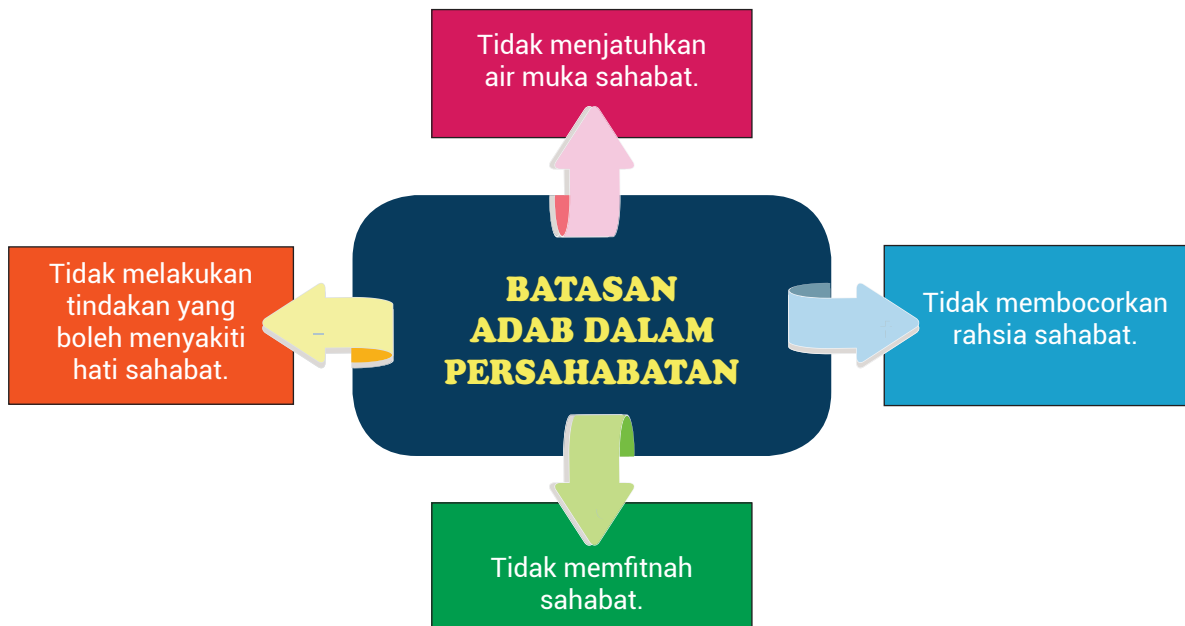 Tidak menjatuhkan
air muka sahabat.
Tidak melakukan
tindakan yang
boleh menyakiti
hati sahabat.
BATASAN
ADAB DALAM
PERSAHABATAN
Tidak membocorkan
rahsia sahabat.
Tidak memfitnah
sahabat.